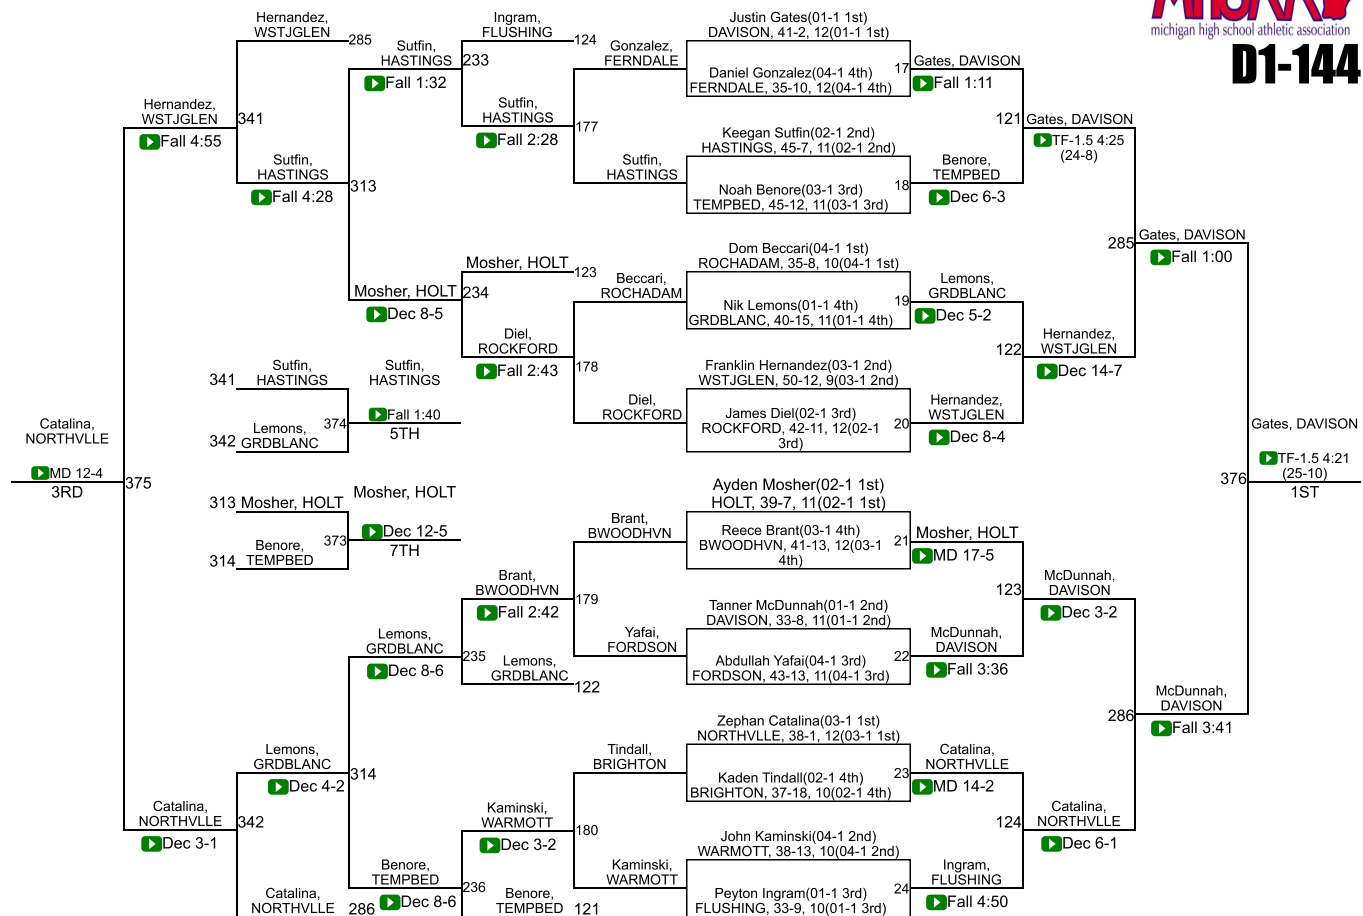 michigan high school athletic association
D1-144
Hernandez,
WSTJGLEN
285
Sutfin,
HASTINGS
Fall 1:32
Ingram,
FLUSHING
124
233
Gonzalez,
FERNDALE
Justin Gates(01-1 1st)
DAVISON, 41-2, 12(01-1 1st)
Daniel Gonzalez(04-1 4th)
FERNDALE, 35-10, 12(04-1 4th)
17
Gates, DAVISON
Fall 1:11
Hernandez,
WSTJGLEN
Fall 4:55
341
Sutfin,
HASTINGS
Fall 2:28
177
Keegan Sutfin(02-1 2nd)
HASTINGS, 45-7, 11(02-1 2nd)
121
Gates, DAVISON
TF-1.5 4:25
(24-8)
Sutfin,
HASTINGS
Fall 4:28
313
Sutfin,
HASTINGS
Noah Benore(03-1 3rd)
TEMPBED, 45-12, 11(03-1 3rd)
18
Benore,
TEMPBED
Dec 6-3
Dom Beccari(04-1 1st)
ROCHADAM, 35-8, 10(04-1 1st)
285
Gates, DAVISON
Fall 1:00
Mosher, HOLT
123
Mosher, HOLT
Dec 8-5
234
Beccari,
ROCHADAM
Nik Lemons(01-1 4th)
GRDBLANC, 40-15, 11(01-1 4th)
19
Lemons,
GRDBLANC
Dec 5-2
Diel,
ROCKFORD
Fall 2:43
178
122
Hernandez,
WSTJGLEN
Dec 14-7
341
Sutfin,
HASTINGS
Sutfin,
HASTINGS
Franklin Hernandez(03-1 2nd)
WSTJGLEN, 50-12, 9(03-1 2nd)
342
Lemons,
GRDBLANC
374
Fall 1:40
5TH
Diel,
ROCKFORD
James Diel(02-1 3rd)
ROCKFORD, 42-11, 12(02-1
3rd)
20
Hernandez,
WSTJGLEN
Dec 8-4
Catalina,
NORTHVLLE
MD 12-4
3RD
375
Gates, DAVISON
TF-1.5 4:21
(25-10)
1ST
376
313
Mosher, HOLT
Mosher, HOLT
314
Benore,
TEMPBED
373
Dec 12-5
7TH
Ayden Mosher(02-1 1st)
HOLT, 39-7, 11(02-1 1st)
Brant,
BWOODHVN
Reece Brant(03-1 4th)
BWOODHVN, 41-13, 12(03-1
4th)
21
Mosher, HOLT
MD 17-5
Brant,
BWOODHVN
Fall 2:42
179
123
McDunnah,
DAVISON
Dec 3-2
Tanner McDunnah(01-1 2nd)
DAVISON, 33-8, 11(01-1 2nd)
Lemons,
GRDBLANC
Dec 8-6
235
Yafai,
FORDSON
Abdullah Yafai(04-1 3rd)
FORDSON, 43-13, 11(04-1 3rd)
22
McDunnah,
DAVISON
Fall 3:36
Lemons,
GRDBLANC
122
286
McDunnah,
DAVISON
Fall 3:41
Zephan Catalina(03-1 1st)
NORTHVLLE, 38-1, 12(03-1 1st)
Lemons,
GRDBLANC
Dec 4-2
314
Tindall,
BRIGHTON
Kaden Tindall(02-1 4th)
BRIGHTON, 37-18, 10(02-1 4th)
23
Catalina,
NORTHVLLE
MD 14-2
Catalina,
NORTHVLLE
Dec 3-1
342
Kaminski,
WARMOTT
Dec 3-2
180
John Kaminski(04-1 2nd)
WARMOTT, 38-13, 10(04-1 2nd)
124
Catalina,
NORTHVLLE
Dec 6-1
Catalina,
NORTHVLLE
286
Benore,
TEMPBED
Dec 8-6
236
Benore,
TEMPBED
121
Kaminski,
WARMOTT
Peyton Ingram(01-1 3rd)
FLUSHING, 33-9, 10(01-1 3rd)
24
Ingram,
FLUSHING
Fall 4:50